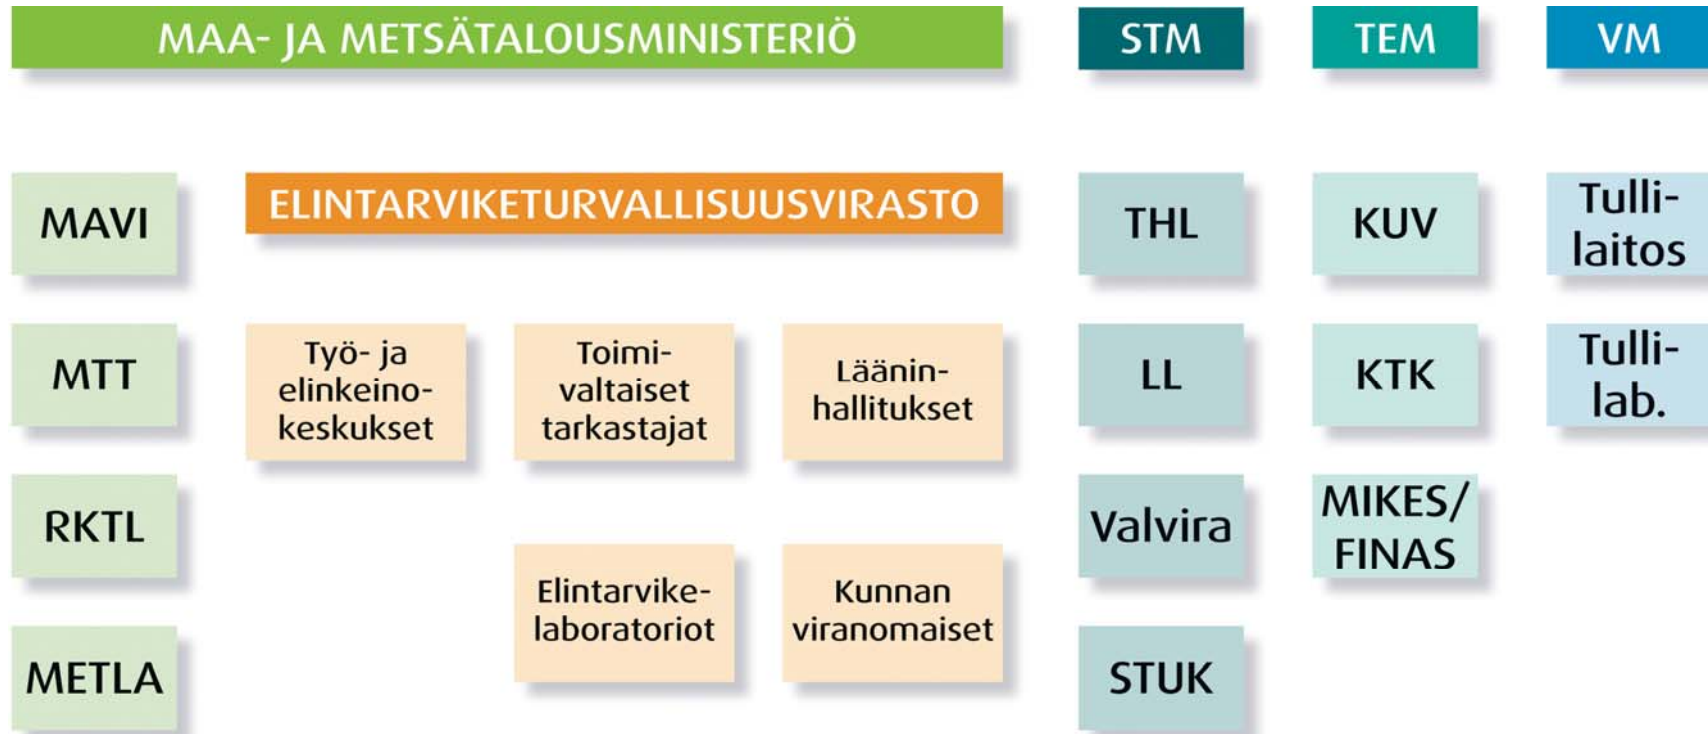 MAA- JA METSÄTALOUSMINISTERIÖ
STM
TEM
VM
MAVI
ELINTARVIKETURVALLISUUSVIRASTO
THL
KUV
Tulli-
laitos
MTT
Työ- ja
elinkeino-
keskukset
Toimi-
valtaiset
tarkastajat
Läänin-
hallitukset
LL
KTK
Tulli-
lab.
RKTL
Elintarvike-
laboratoriot
Kunnan
viranomaiset
Valvira
MIKES/
FINAS
METLA
STUK